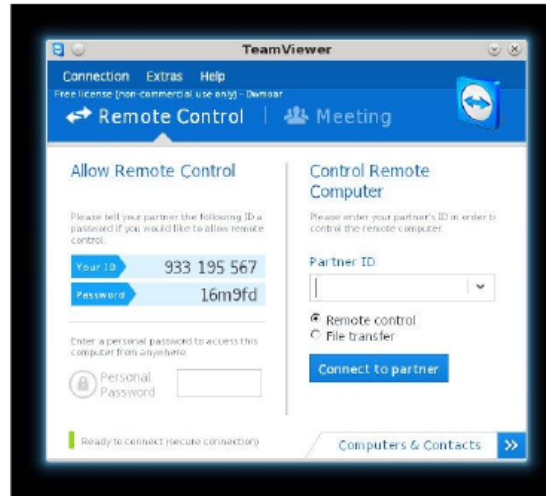 TeamViewer
Connection Extras Help
Free license (non-commercial use only) - Dwmoar
Remote Control | Meeting
Allow Remote Control
Please tell your partner the following ID a
password if you would like to allow remote
control.
Your ID 933 195 567
Password 16m9fd
Enter a personal password to access this
computer from anywhere.
Personal
Password
Ready to connect (secure connection)
Control Remote
Computer
Please enter your partner's ID in order to
control the remote computer.
Partner ID
Remote control
File transfer
Connect to partner
Computers & Contacts